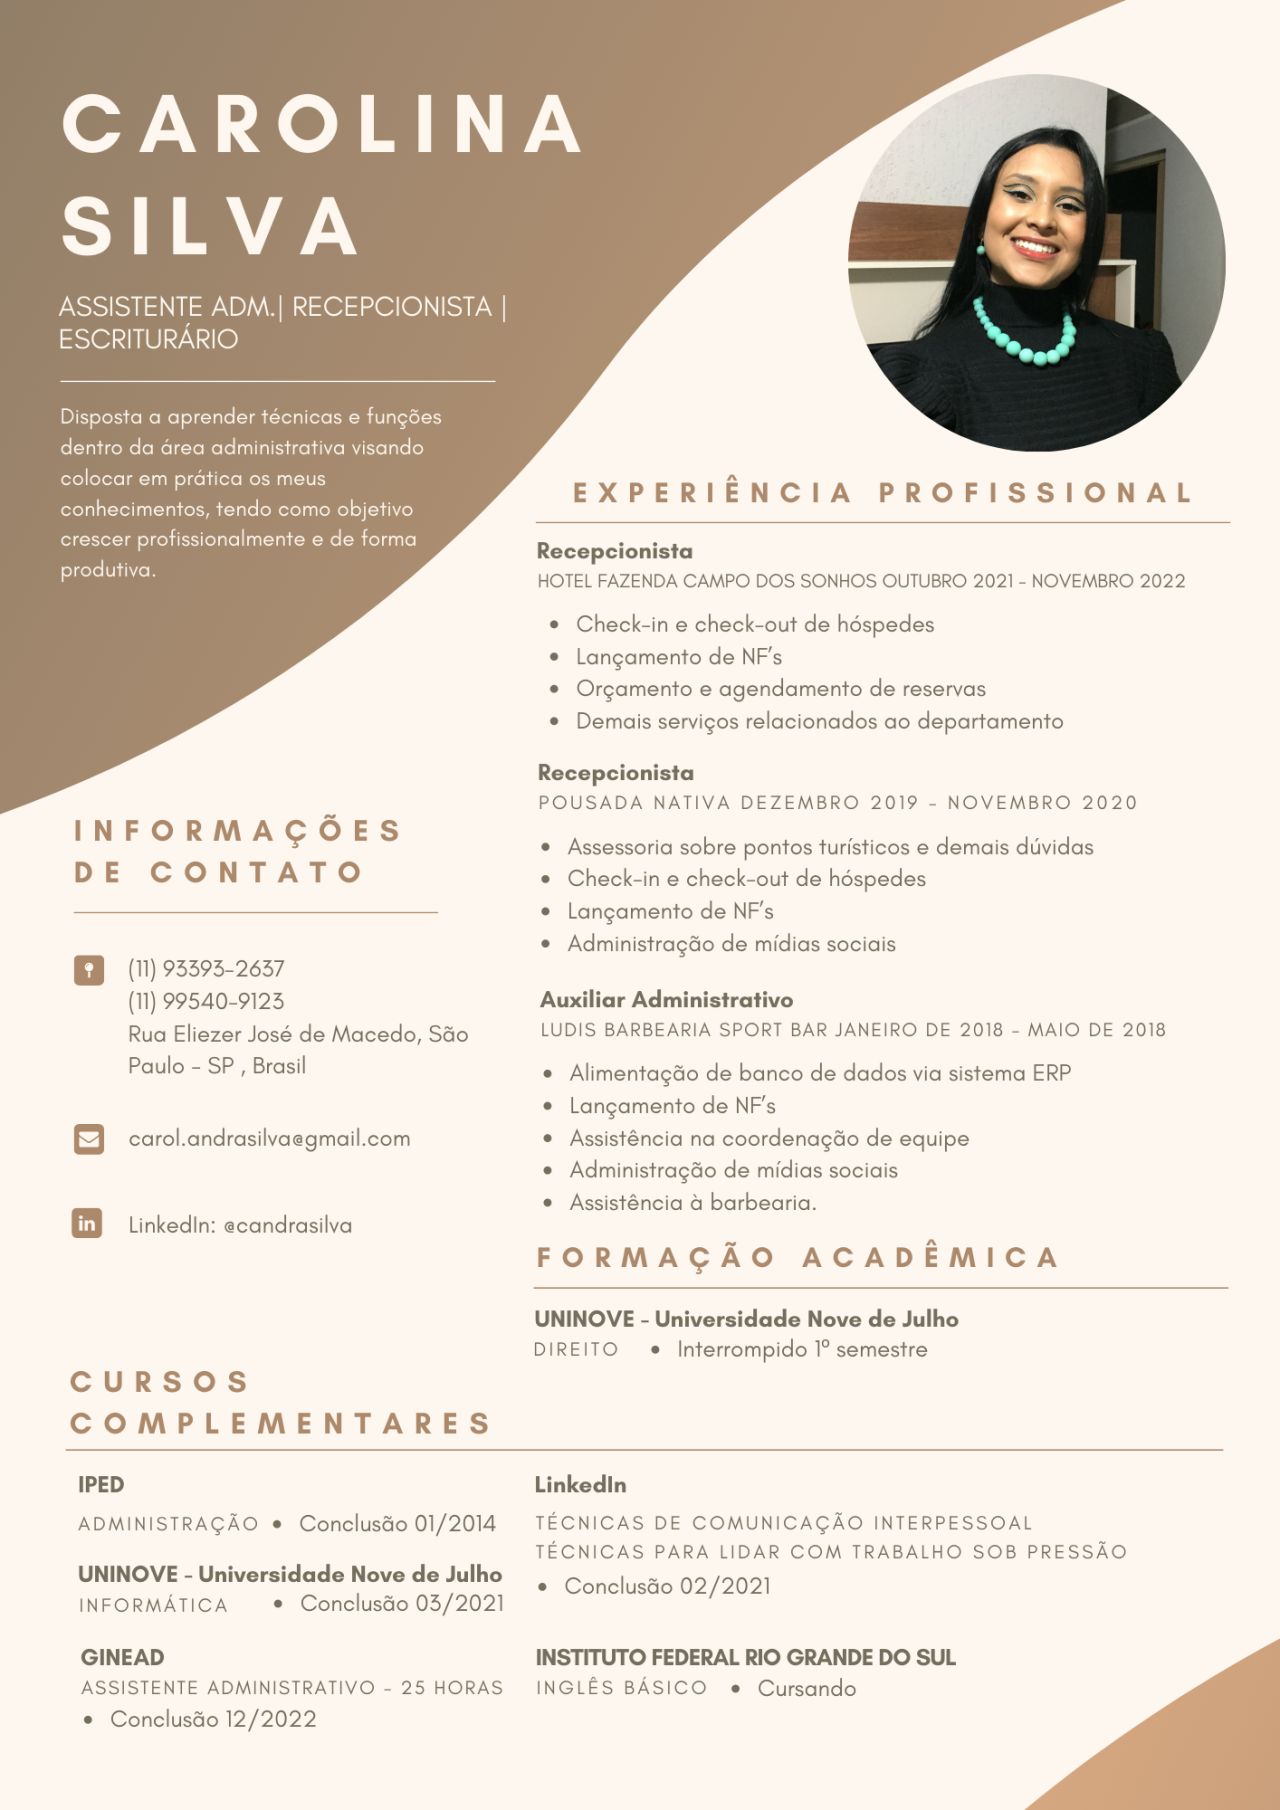 CAROLINA
SILVA
ASSISTENTE ADM.| RECEPCIONISTA |
ESCRITURÁRIO
Disposta a aprender técnicas e funções
dentro da área administrativa visando
colocar em prática os meus
conhecimentos, tendo como objetivo
crescer profissionalmente e de forma
produtiva.
EXPERIÊNCIA PROFISSIONAL
Recepcionista
HOTEL FAZENDA CAMPO DOS SONHOS OUTUBRO 2021 - NOVEMBRO 2022
• Check-in e check-out de hóspedes
• Lançamento de NF's
• Orçamento e agendamento de reservas
• Demais serviços relacionados ao departamento
Recepcionista
POUSADA NATIVA DEZEMBRO 2019 - NOVEMBRO 2020
• Assessoria sobre pontos turísticos e demais dúvidas
• Check-in e check-out de hóspedes
• Lançamento de NF's
• Administração de mídias sociais
Auxiliar Administrativo
LUDIS BARBEARIA SPORT BAR JANEIRO DE 2018 - MAIO DE 2018
• Alimentação de banco de dados via sistema ERP
• Lançamento de NF's
• Assistência na coordenação de equipe
• Administração de mídias sociais
• Assistência à barbearia.
FORMAÇÃO ACADÊMICA
UNINOVE - Universidade Nove de Julho
DIREITO • Interrompido 1º semestre
INFORMAÇÕES
DE CONTATO
(11) 93393-2637
(11) 99540-9123
Rua Eliezer José de Macedo, São
Paulo - SP , Brasil
carol.andrasilva@gmail.com
in LinkedIn: @candrasilva
CURSOS
COMPLEMENTARES
IPED
ADMINISTRAÇÃO • Conclusão 01/2014
UNINOVE - Universidade Nove de Julho
INFORMÁTICA • Conclusão 03/2021
GINEAD
ASSISTENTE ADMINISTRATIVO - 25 HORAS
• Conclusão 12/2022
LinkedIn
TÉCNICAS DE COMUNICAÇÃO INTERPESSOAL
TÉCNICAS PARA LIDAR COM TRABALHO SOB PRESSÃO
• Conclusão 02/2021
INSTITUTO FEDERAL RIO GRANDE DO SUL
INGLÊS BÁSICO • Cursando